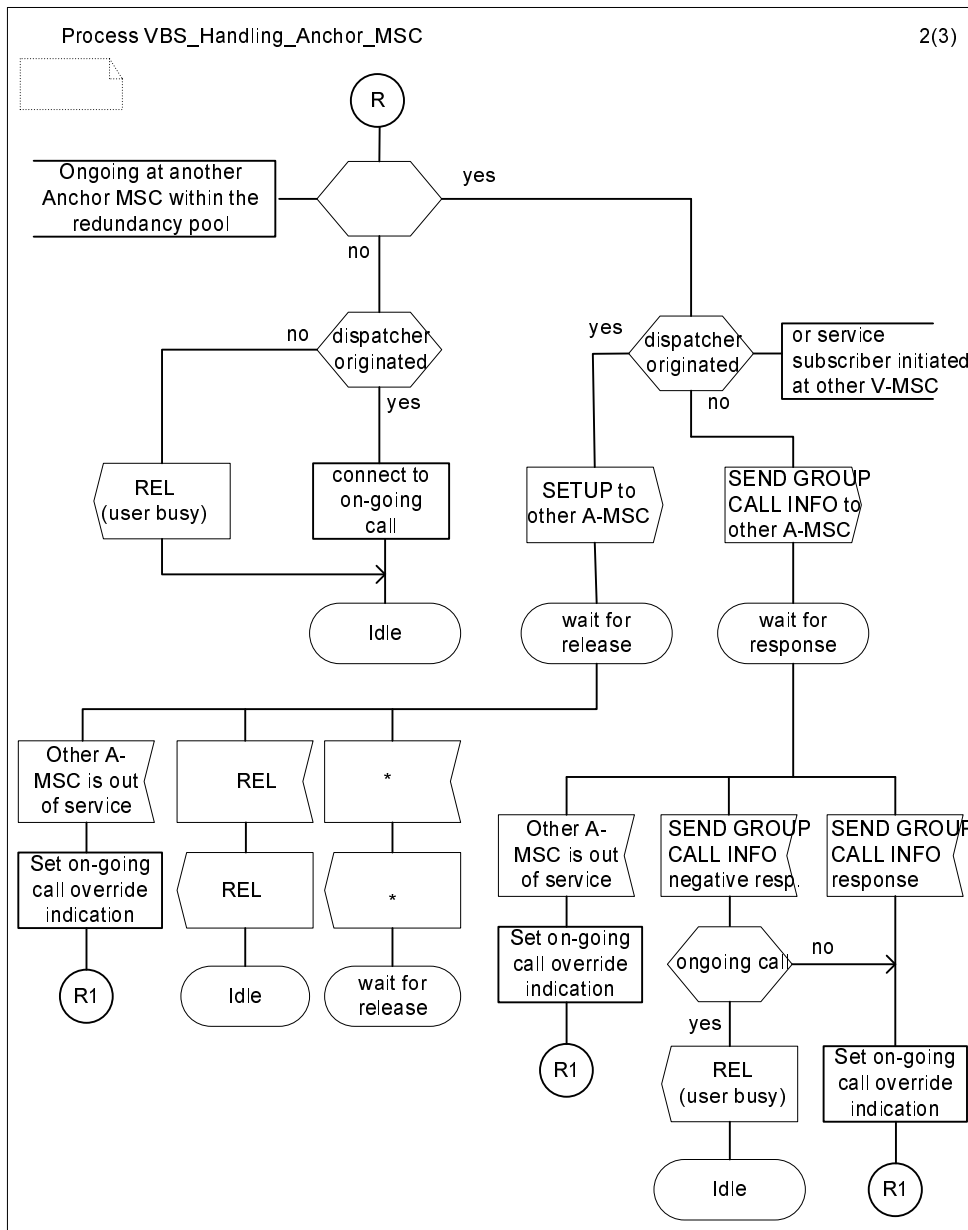 Process VBS_Handling_Anchor_MSC
2(3)
R
Ongoing at another
Anchor MSC within the
redundancy pool
yes
no
no
dispatcher
originated
yes
yes
dispatcher
originated
no
or service
subscriber initiated
at other V-MSC
REL
(user busy)
connect to
on-going
call
SETUP to
other A-MSC
SEND GROUP
CALL INFO to
other A-MSC
Idle
wait for
release
wait for
response
Other A-
MSC is out
of service
REL
*
Other A-
MSC is out
of service
SEND GROUP
CALL INFO
negative resp.
SEND GROUP
CALL INFO
response
Set on-going
call override
indication
REL
*
Set on-going
call override
indication
ongoing call
no
yes
R1
Idle
wait for
release
R1
REL
(user busy)
Set on-going
call override
indication
Idle
R1